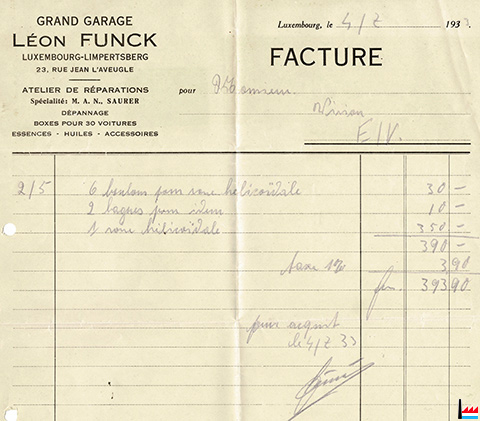 GRAND GARAGE
LÉON FUNCK
LUXEMBOURG-LIMPERTSBERG
23, RUE JEAN L'AVEUGLE
ATELIER DE RÉPARATIONS
Spécialité: M. A. N., SAURER
DÉPANNAGE
BOXES POUR 30 VOITURES
ESSENCES - HUILES - ACCESSOIRES
Luxembourg, le 4/7 1933
FACTURE
pour Monsieur
E/V.
2/5 6 boulons pour roue hélicoïdale 30 -
2 bagues pour idem 10 -
1 roue hélicoïdale 350 -
390 -
taxe 1% 3 90
frs. 393 90
pour acquit
le 4/7 33